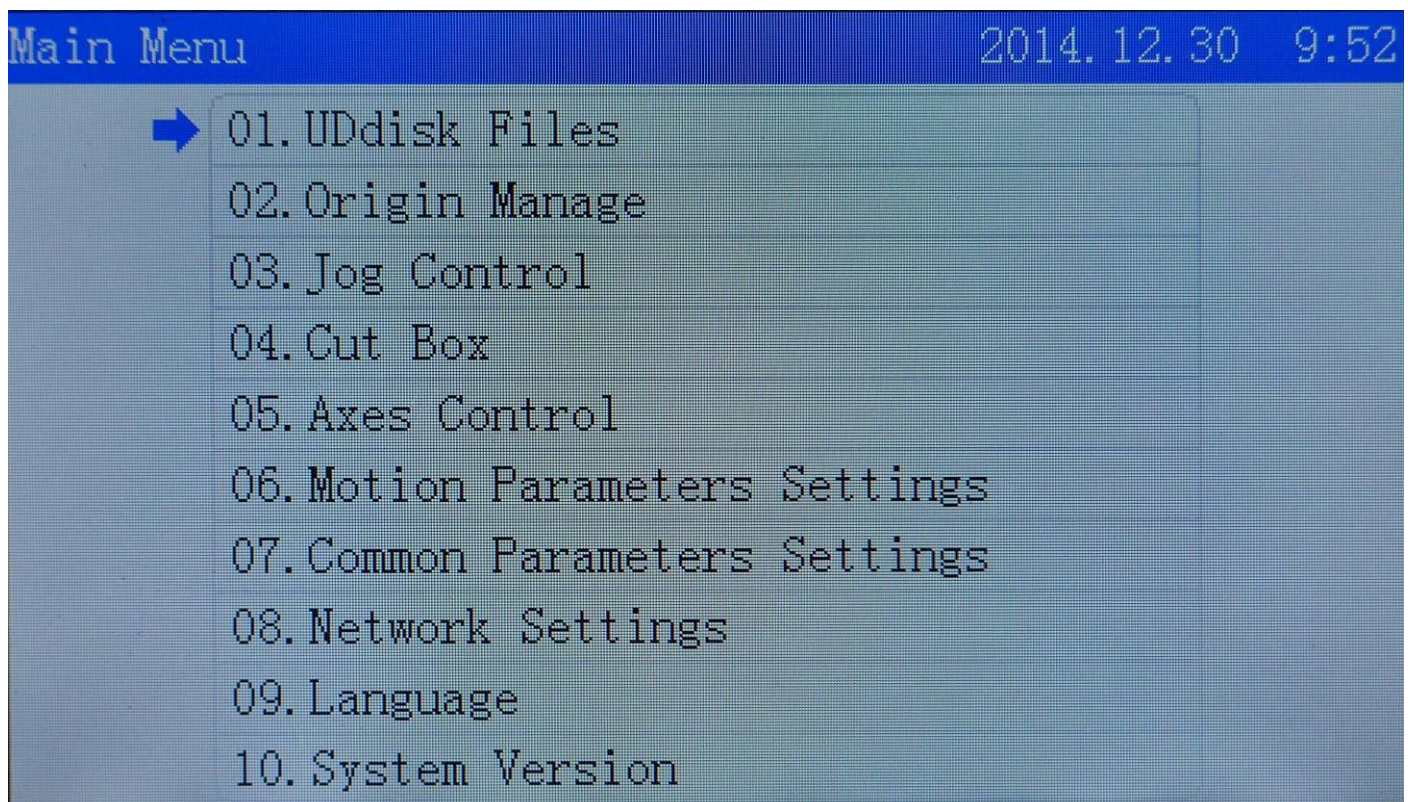 Main Menu 2014.12.30 9:52
01.UDdisk Files
02.Origin Manage
03.Jog Control
04.Cut Box
05.Axes Control
06.Motion Parameters Settings
07.Common Parameters Settings
08.Network Settings
09.Language
10.System Version